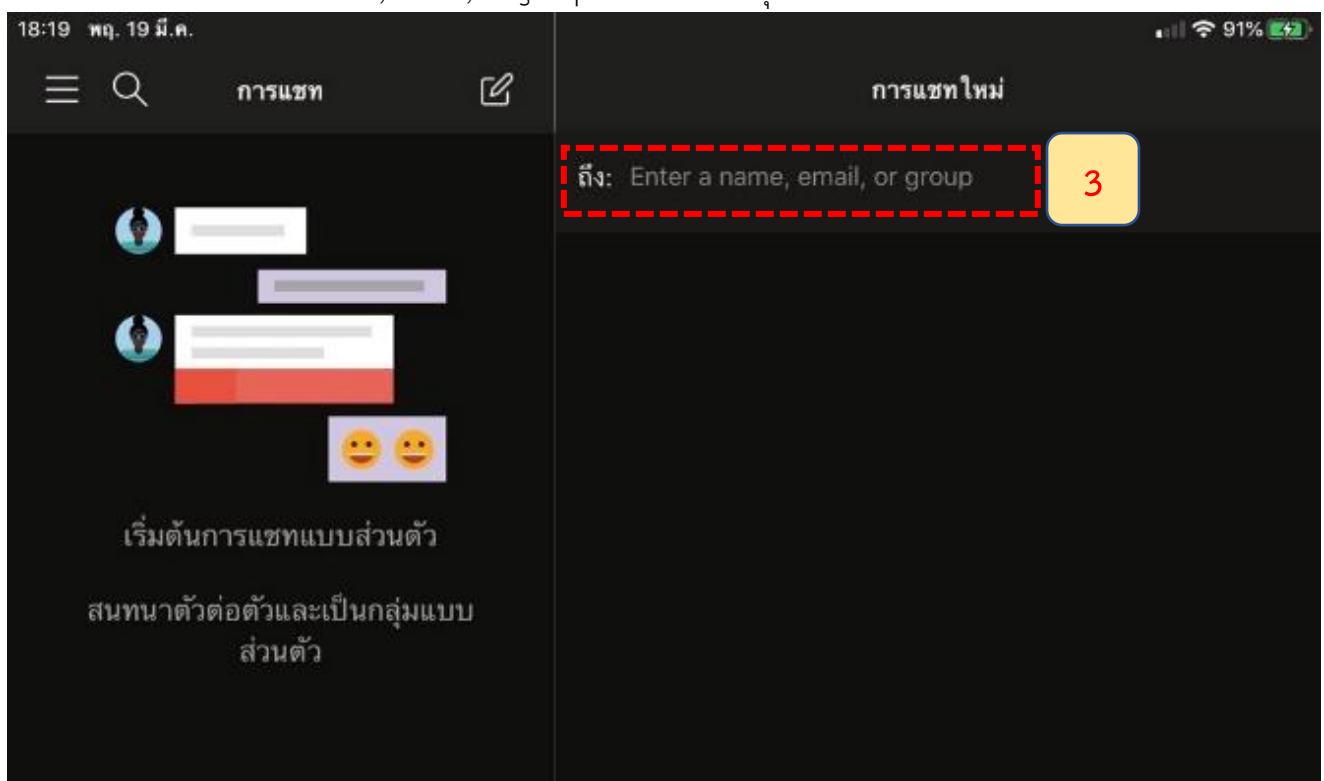 18:19 พฤ. 19 มี.ค.
91%
การแชท
การแชทใหม่
ถึง: Enter a name, email, or group
3
เริ่มต้นการแชทแบบส่วนตัว
สนทนาตัวต่อตัวและเป็นกลุ่มแบบ
ส่วนตัว